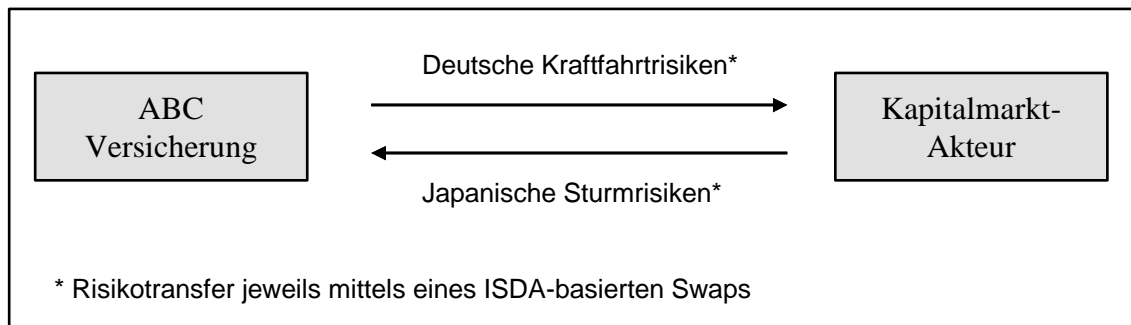 Deutsche Kraftfahrtrisiken*
ABC
Versicherung
Kapitalmarkt-
Akteur
Japanische Sturmrisiken*
* Risikotransfer jeweils mittels eines ISDA-basierten Swaps